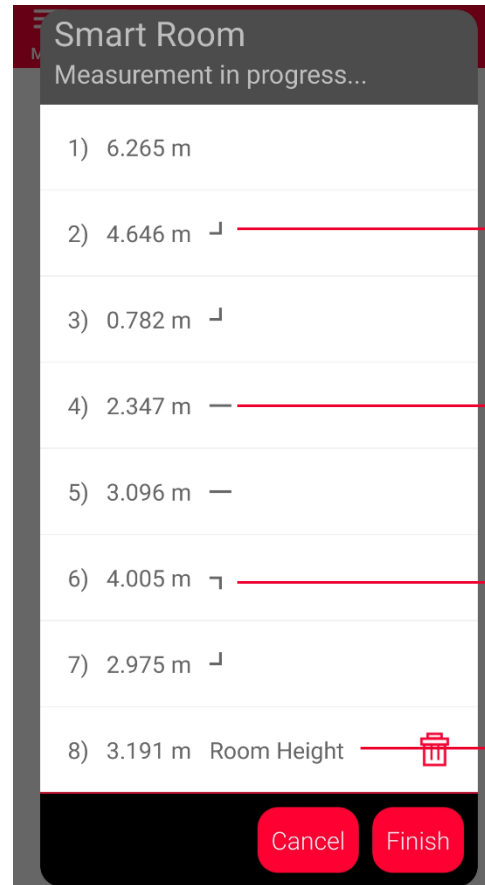 Smart Room
Measurement in progress...
1) 6.265 m
2) 4.646 m
3) 0.782 m
4) 2.347 m
5) 3.096 m
6) 4.005 m
7) 2.975 m
8) 3.191 m Room Height
Cancel Finish